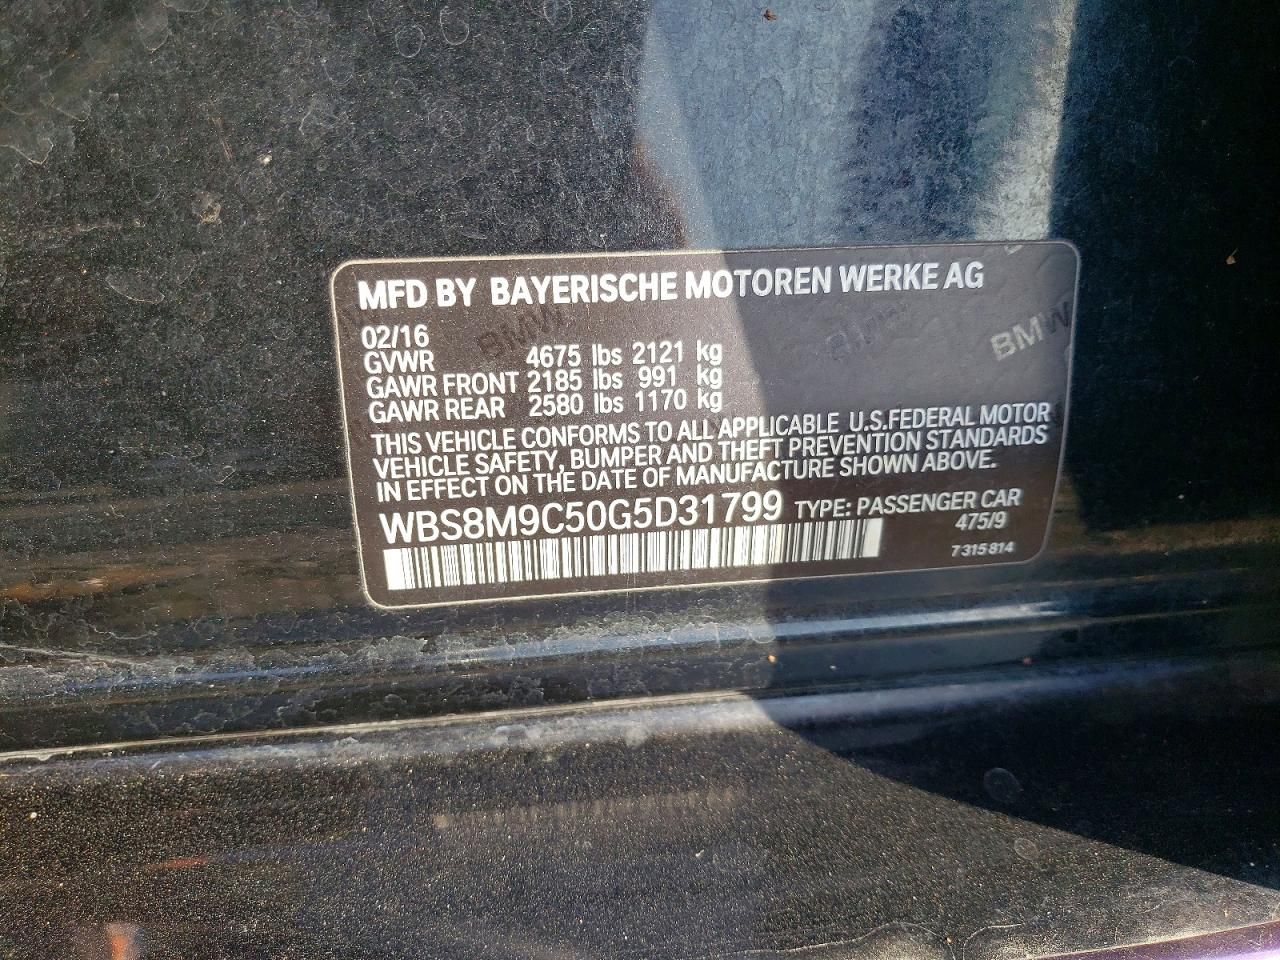 MFD BY BAYERISCHE MOTOREN WERKE AG
02/16
GVWR 4675 lbs 2121 kg
GAWR FRONT 2185 lbs 991 kg
GAWR REAR 2580 lbs 1170 kg
THIS VEHICLE CONFORMS TO ALL APPLICABLE U.S.FEDERAL MOTOR
VEHICLE SAFETY, BUMPER AND THEFT PREVENTION STANDARDS
IN EFFECT ON THE DATE OF MANUFACTURE SHOWN ABOVE.
WBS8M9C50G5D31799 TYPE: PASSENGER CAR
475/9
7 315 814
BMW
BMW
BMW